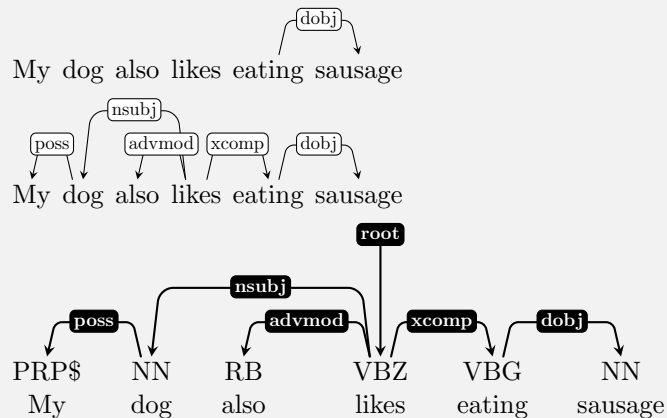 dobj
My dog also likes eating sausage
nsubj
poss advmod xcomp dobj
My dog also likes eating sausage
root
nsubj
poss advmod xcomp dobj
PRP$ NN RB VBZ VBG NN
My dog also likes eating sausage